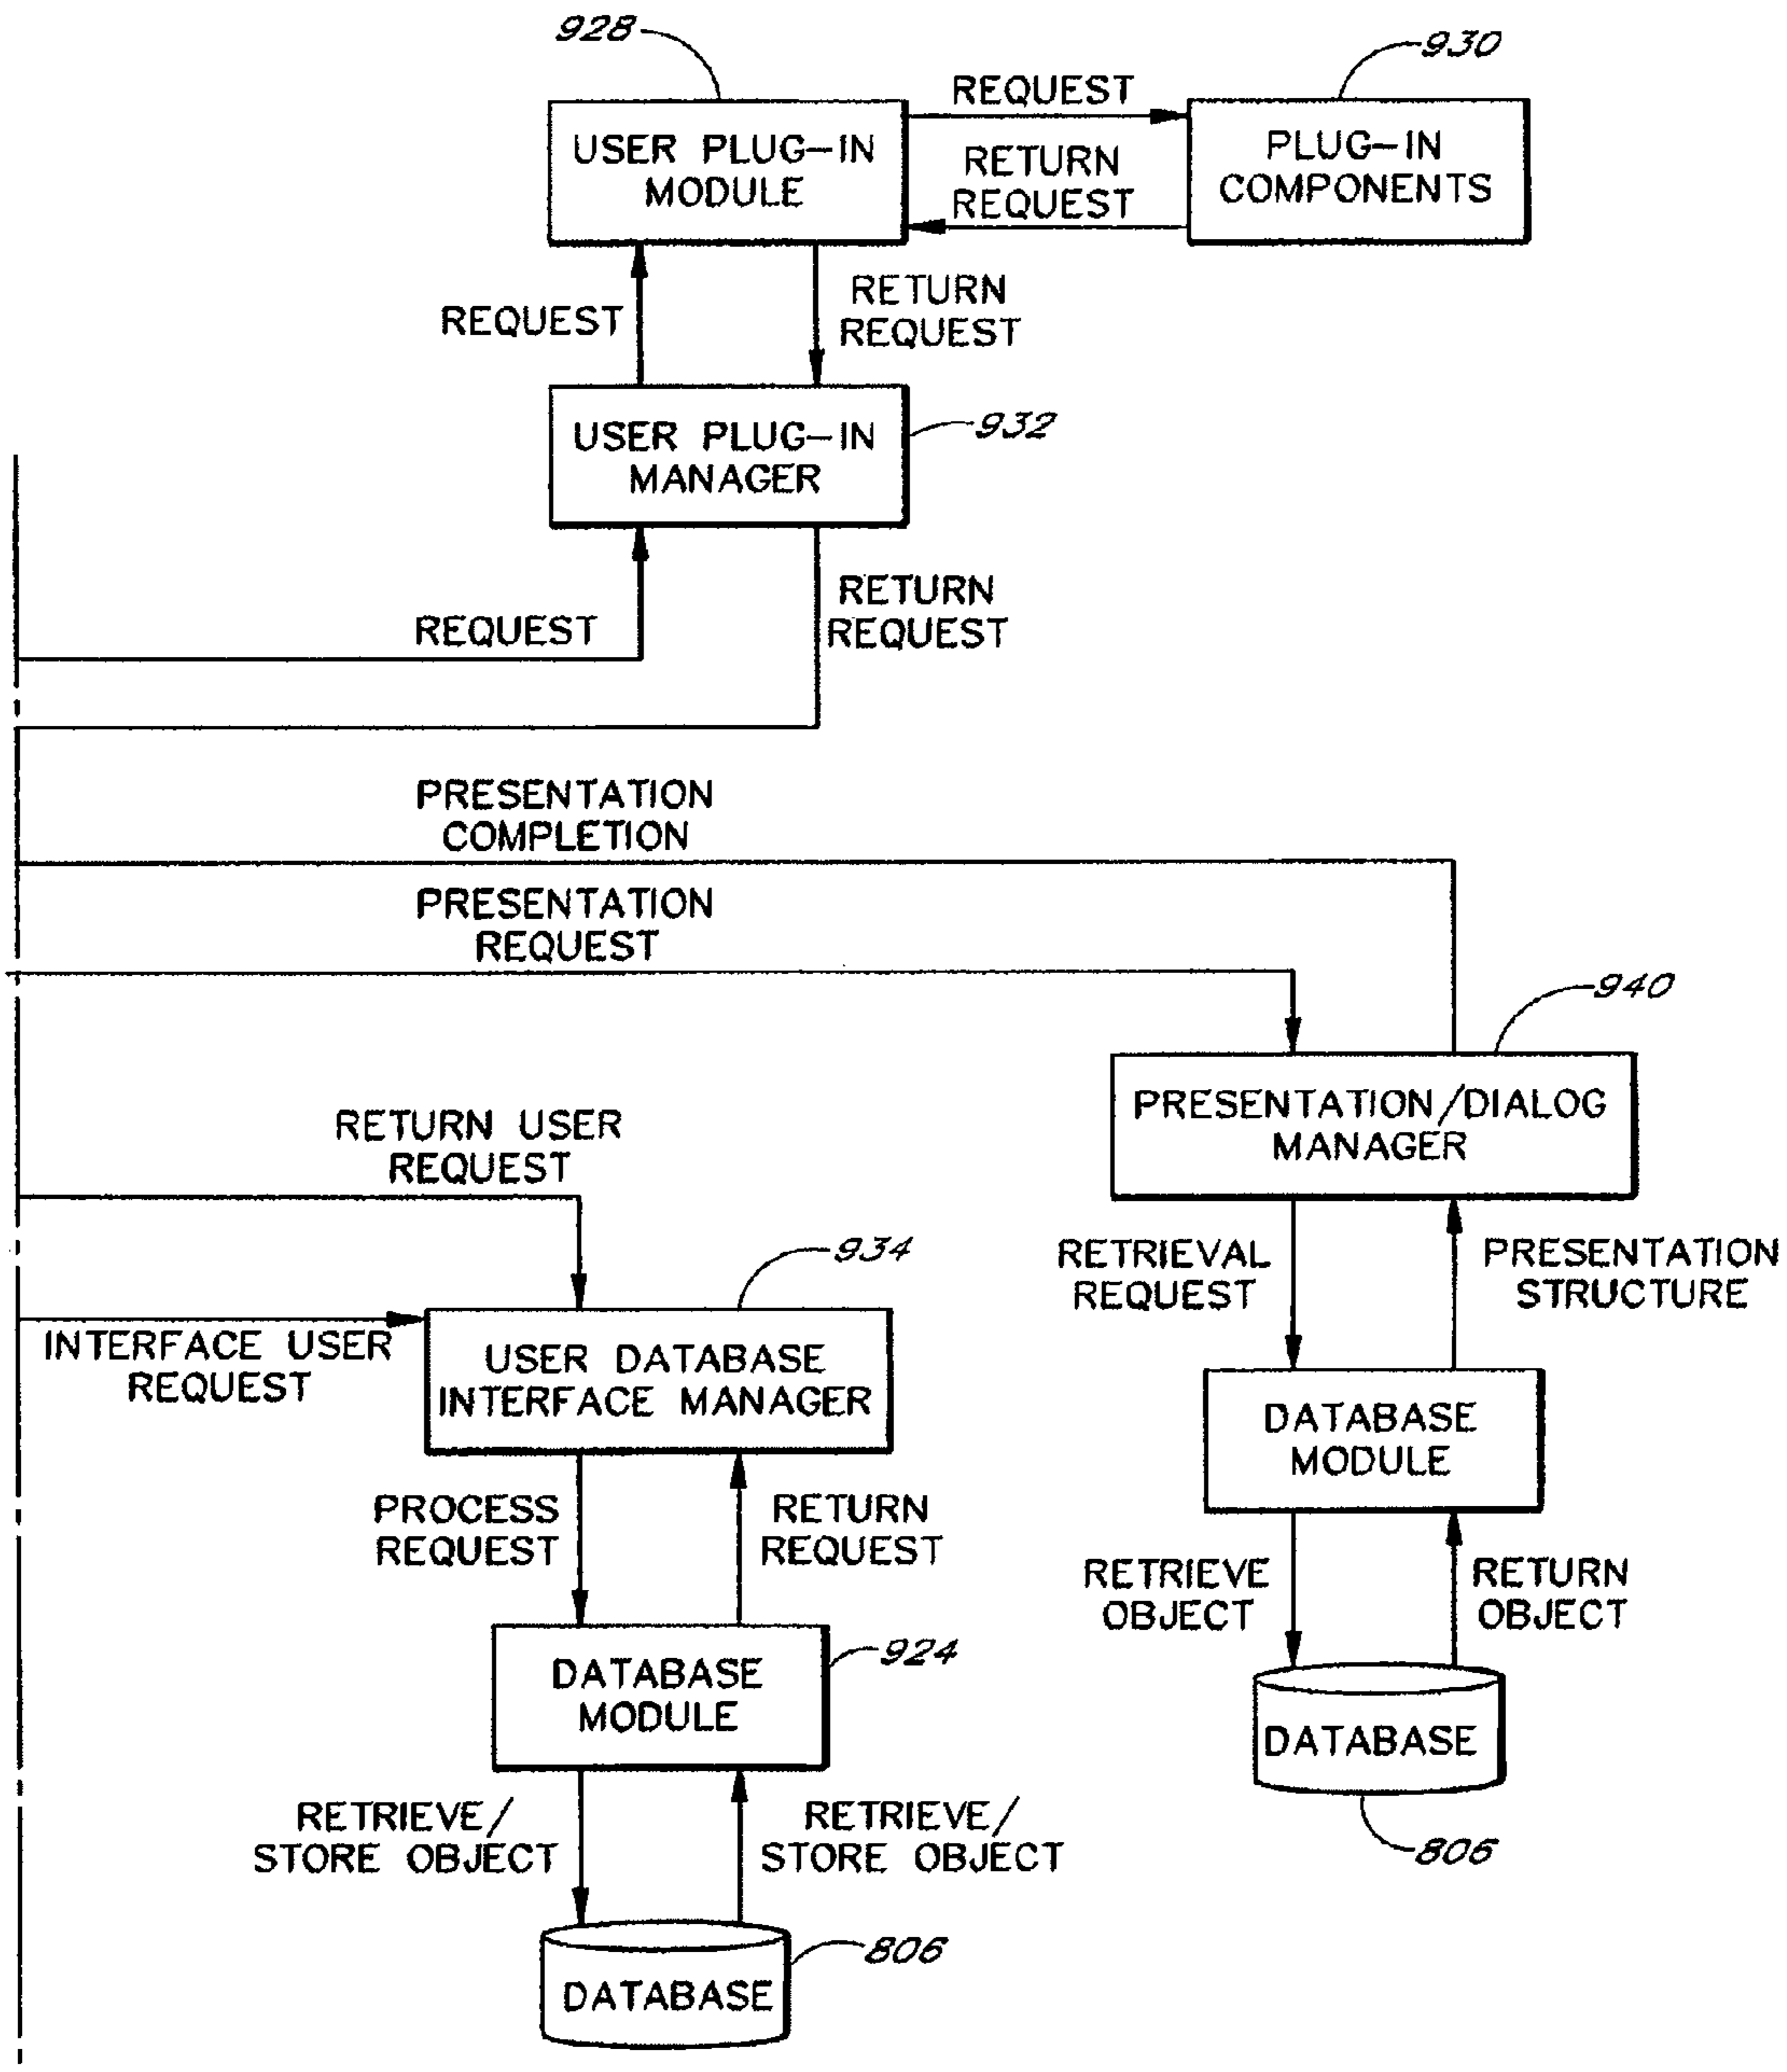 928
930
REQUEST
USER PLUG-IN
MODULE
RETURN
REQUEST
PLUG-IN
COMPONENTS
REQUEST
RETURN
REQUEST
932
USER PLUG-IN
MANAGER
REQUEST
RETURN
REQUEST
PRESENTATION
COMPLETION
PRESENTATION
REQUEST
940
PRESENTATION/DIALOG
MANAGER
RETURN USER
REQUEST
934
RETRIEVAL
REQUEST
PRESENTATION
STRUCTURE
INTERFACE USER
REQUEST
USER DATABASE
INTERFACE MANAGER
DATABASE
MODULE
PROCESS
REQUEST
RETURN
REQUEST
RETRIEVE
OBJECT
RETURN
OBJECT
924
DATABASE
MODULE
DATABASE
RETRIEVE/
STORE OBJECT
RETRIEVE/
STORE OBJECT
806
806
DATABASE